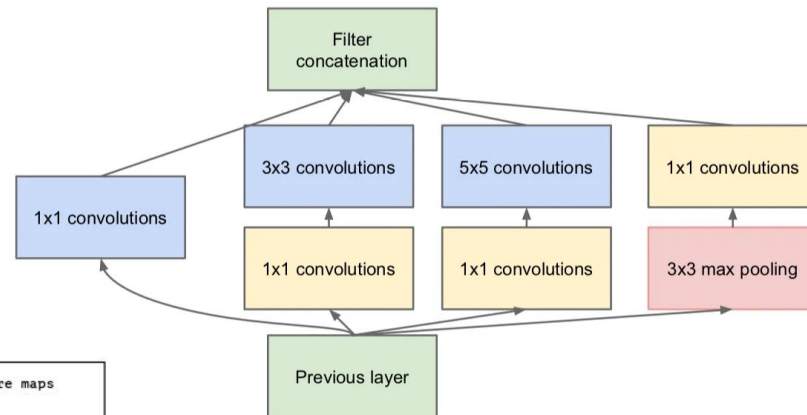 Filter
concatenation
3x3 convolutions
5x5 convolutions
1x1 convolutions
1x1 convolutions
1x1 convolutions
1x1 convolutions
3x3 max pooling
Previous layer
maps